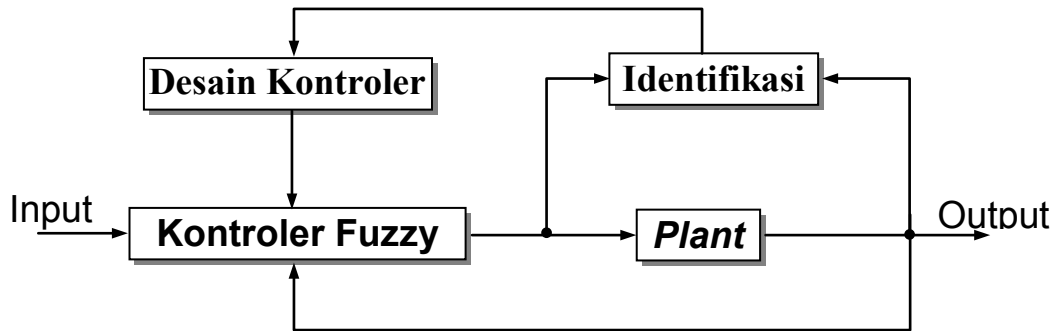 Desain Kontroler
Identifikasi
Input
Kontroler Fuzzy
Plant
Output